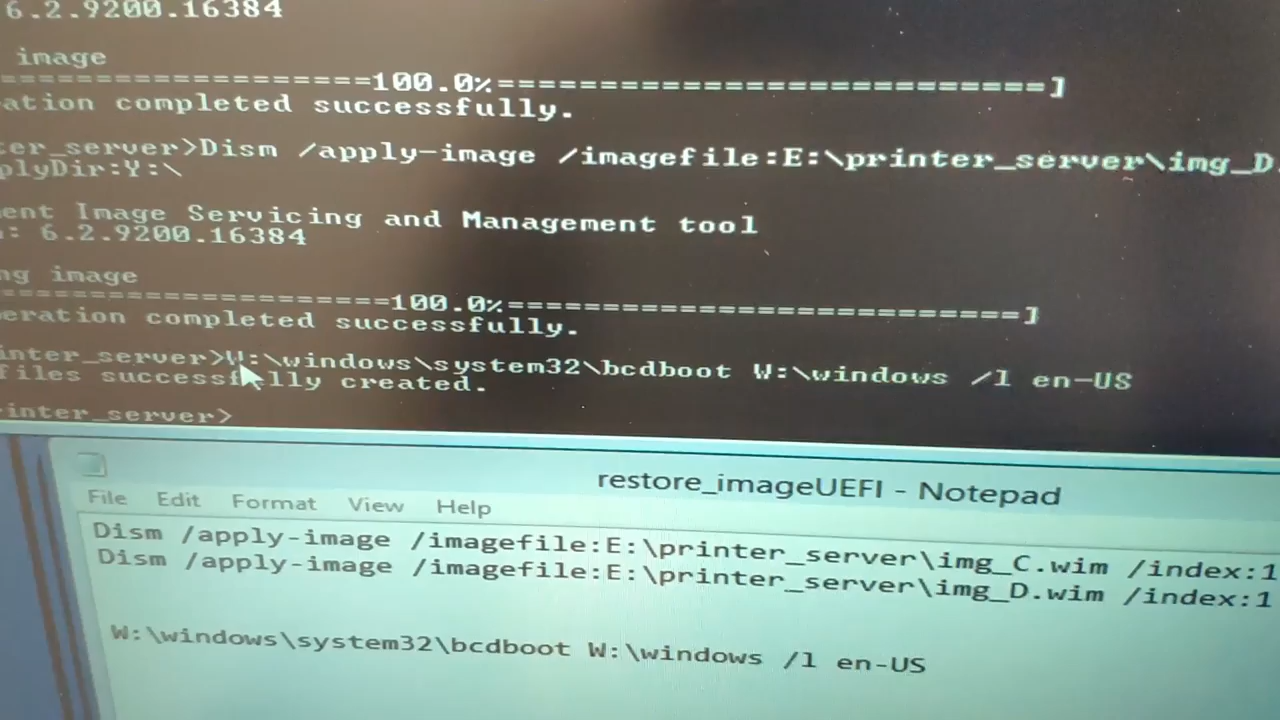 6.2.9200.16384
image
==================100.0%===========================]
ation completed successfully.
ter_server>Dism /apply-image /imagefile:E:\printer_server\img_D.
plyDir:Y:\
ent Image Servicing and Management tool
n: 6.2.9200.16384
ng image
===================100.0%==========================]
eration completed successfully.
inter_server>W:\windows\system32\bcdboot W:\windows /l en-US
files successfully created.
rinter_server>
restore_imageUEFI - Notepad
File Edit Format View Help
Dism /apply-image /imagefile:E:\printer_server\img_C.wim /index:1
Dism /apply-image /imagefile:E:\printer_server\img_D.wim /index:1
W:\windows\system32\bcdboot W:\windows /l en-US